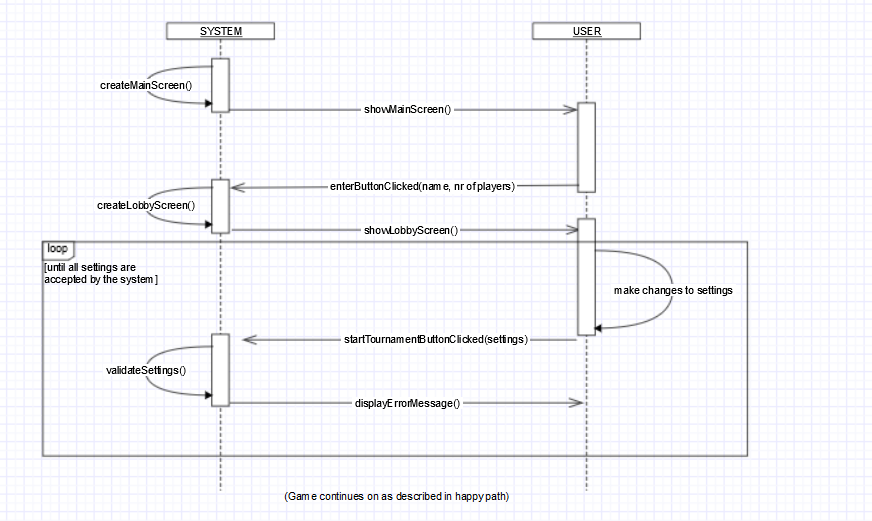 SYSTEM
USER
createMainScreen()
showMainScreen()
enterButtonClicked(name, nr of players)
createLobbyScreen()
showLobbyScreen()
loop
[until all settings are
accepted by the system ]
make changes to settings
startTournamentButtonClicked(settings)
validateSettings()
displayErrorMessage()
(Game continues on as described in happy path)